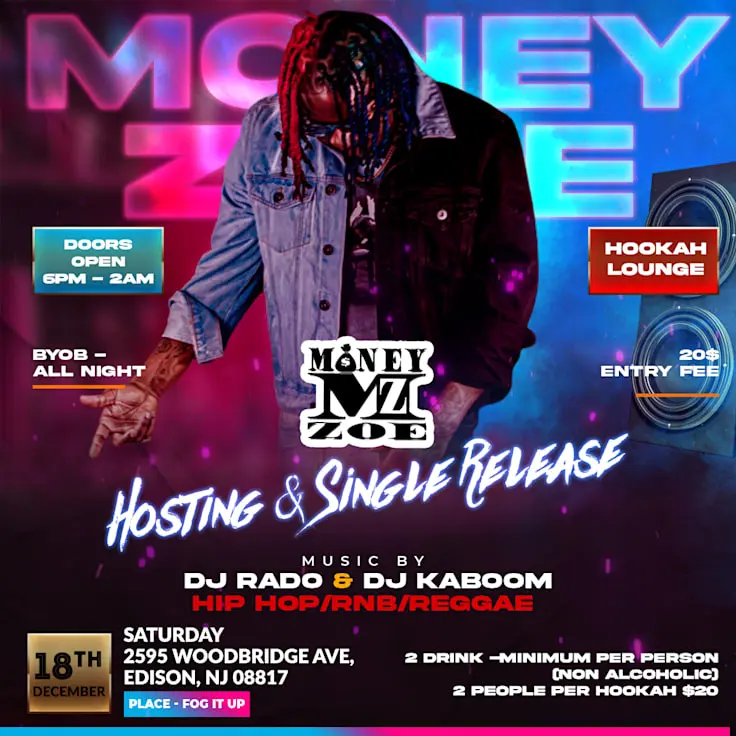 MONEY
ZOE
DOORS
OPEN
6PM – 2AM
HOOKAH
LOUNGE
BYOB –
ALL NIGHT
20$
ENTRY FEE
MONEY
MZ
ZOE
HOSTING & SINGLE RELEASE
MUSIC BY
DJ RADO & DJ KABOOM
HIP HOP/RNB/REGGAE
18TH
DECEMBER
SATURDAY
2595 WOODBRIDGE AVE,
EDISON, NJ 08817
PLACE - FOG IT UP
2 DRINK –MINIMUM PER PERSON
(NON ALCOHOLIC)
2 PEOPLE PER HOOKAH $20